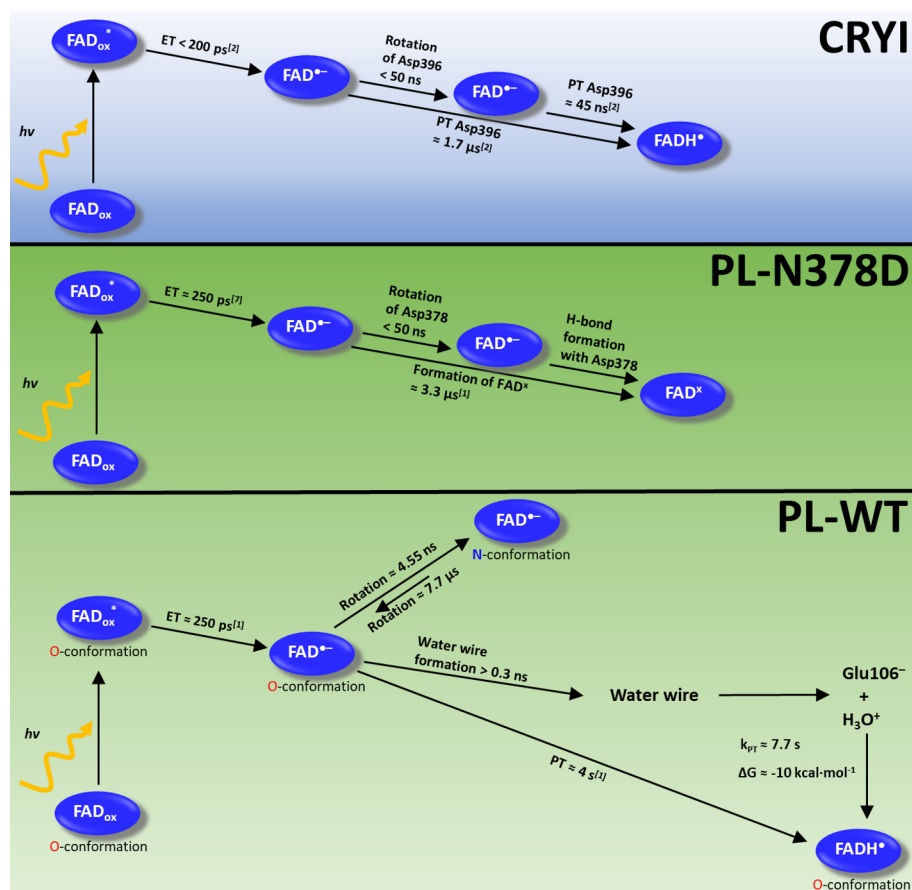 CRYI
FADox*
ET < 200 ps[2]
FAD•–
Rotation
of Asp396
< 50 ns
FAD•–
PT Asp396
≈ 45 ns[2]
PT Asp396
≈ 1.7 µs[2]
FADH•
hν
FADox
PL-N378D
FADox*
ET ≈ 250 ps[7]
FAD•–
Rotation
of Asp378
< 50 ns
FAD•–
H-bond
formation
with Asp378
Formation of FADx
≈ 3.3 µs[1]
FADx
hν
FADox
PL-WT
FAD•–
N-conformation
Rotation ≈ 4.55 ns
Rotation ≈ 7.7 µs
FADox*
O-conformation
ET ≈ 250 ps[1]
FAD•–
O-conformation
Water wire
formation > 0.3 ns
Water wire
Glu106–
+
H3O+
kPT ≈ 7.7 s
ΔG ≈ -10 kcal·mol-1
PT ≈ 4 s[1]
hν
FADox
O-conformation
FADH•
O-conformation